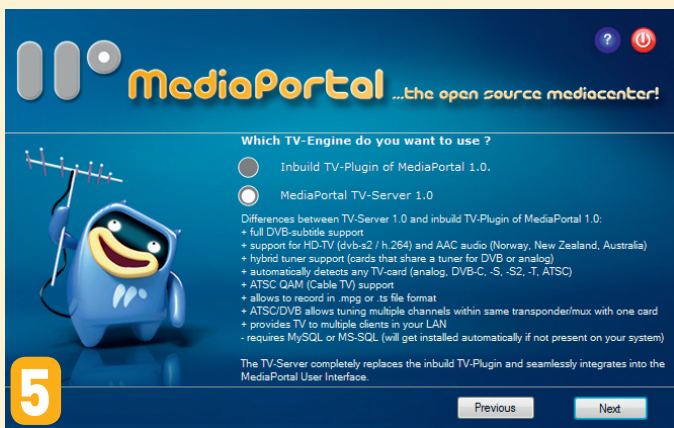 ?
MediaPortal ...the open source mediacenter!
Which TV-Engine do you want to use ?
Inbuild TV-Plugin of MediaPortal 1.0.
MediaPortal TV-Server 1.0
Differences between TV-Server 1.0 and inbuild TV-Plugin of MediaPortal 1.0:
+ full DVB-subtitle support
+ support for HD-TV (dvb-s2 / h.264) and AAC audio (Norway, New Zealand, Australia)
+ hybrid tuner support (cards that share a tuner for DVB or analog)
+ automatically detects any TV-card (analog, DVB-C, -S, -S2, -T, ATSC)
+ ATSC QAM (Cable TV) support
+ allows to record in .mpg or .ts file format
+ ATSC/DVB allows tuning multiple channels within same transponder/mux with one card
+ provides TV to multiple clients in your LAN
- requires MySQL or MS-SQL (will get installed automatically if not present on your system)
The TV-Server completely replaces the inbuild TV-Plugin and seamlessly integrates into the
MediaPortal User Interface.
5
Previous Next